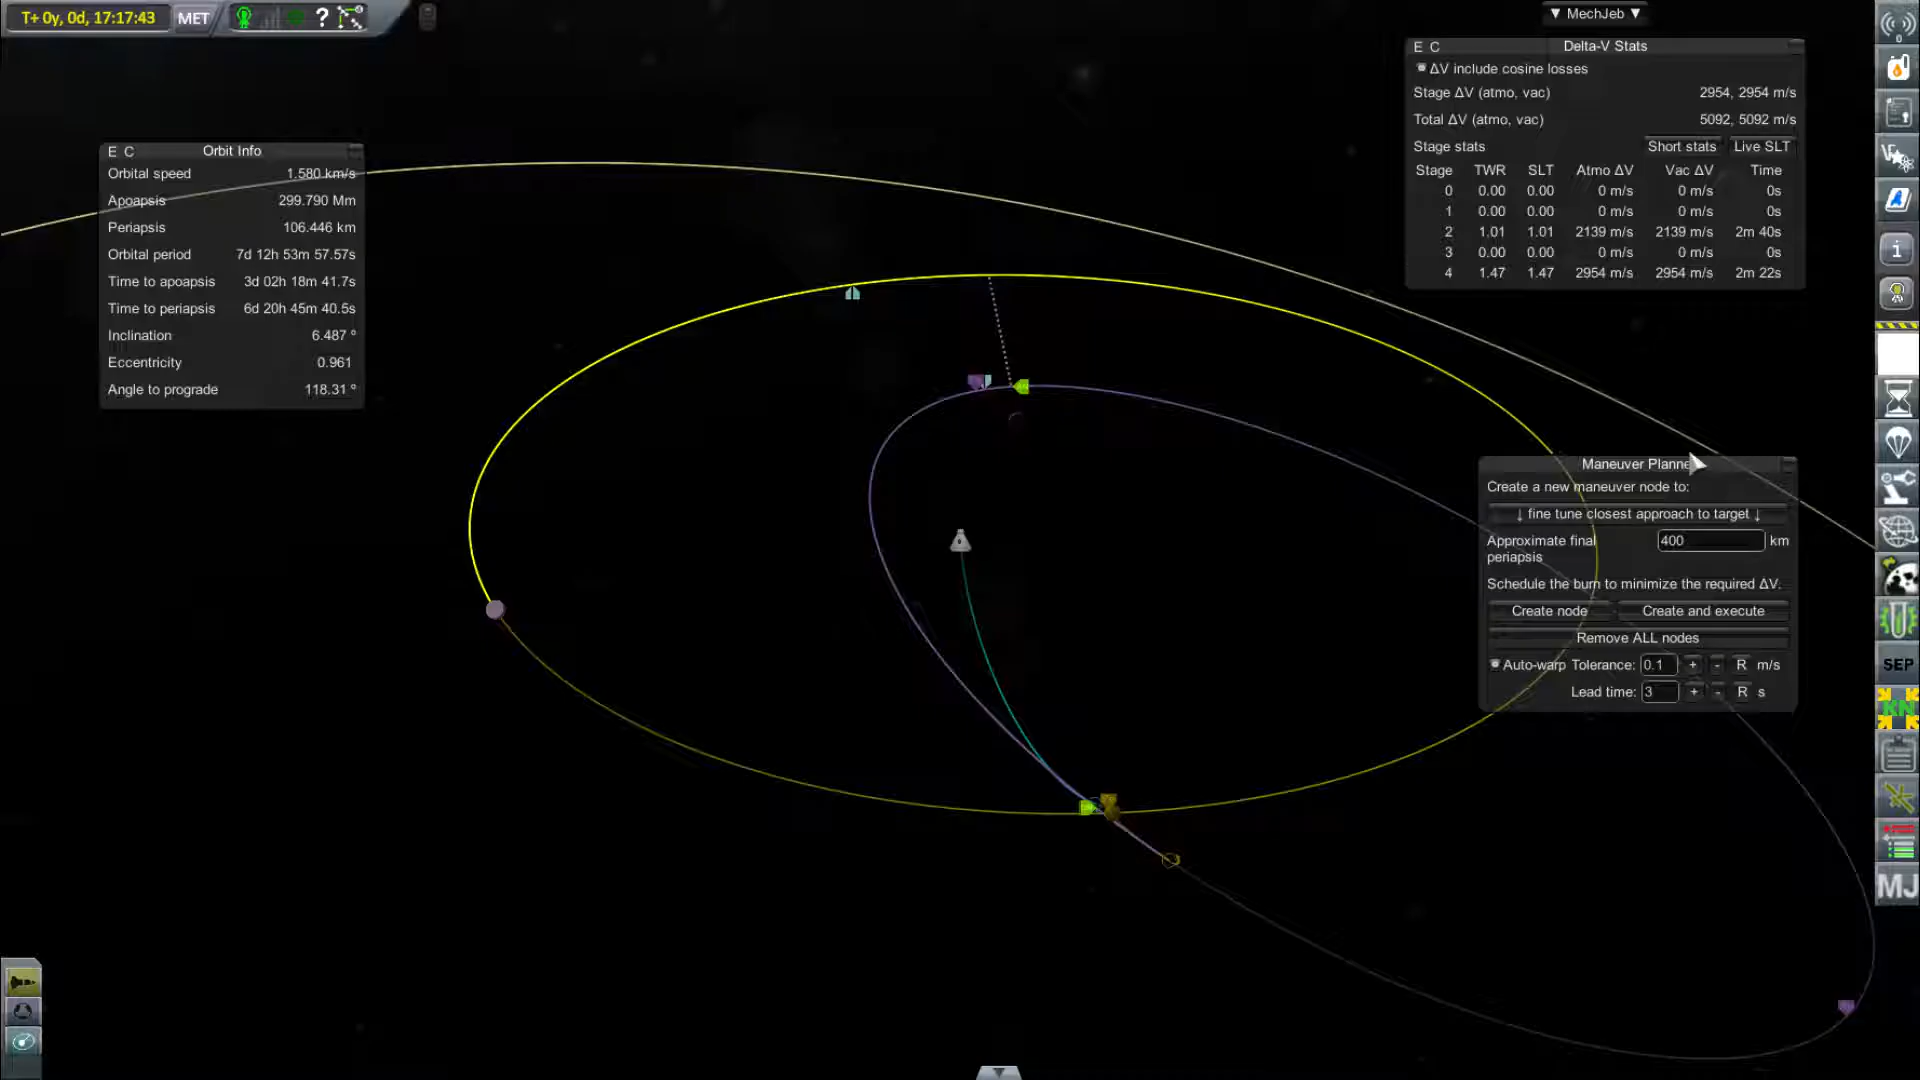 T+ 0y, 0d, 17:17:43
MET
?
▼ MechJeb ▼
E C
Delta-V Stats
ΔV include cosine losses
Stage ΔV (atmo, vac) 2954, 2954 m/s
Total ΔV (atmo, vac) 5092, 5092 m/s
Stage stats Short stats Live SLT
Stage TWR SLT Atmo ΔV Vac ΔV Time
0 0.00 0.00 0 m/s 0 m/s 0s
1 0.00 0.00 0 m/s 0 m/s 0s
2 1.01 1.01 2139 m/s 2139 m/s 2m 40s
3 0.00 0.00 0 m/s 0 m/s 0s
4 1.47 1.47 2954 m/s 2954 m/s 2m 22s
E C
Orbit Info
Orbital speed 1.580 km/s
Apoapsis 299.790 Mm
Periapsis 106.446 km
Orbital period 7d 12h 53m 57.57s
Time to apoapsis 3d 02h 18m 41.7s
Time to periapsis 6d 20h 45m 40.5s
Inclination 6.487 º
Eccentricity 0.961
Angle to prograde 118.31 º
Maneuver Planne
Create a new maneuver node to:
↓ fine tune closest approach to target ↓
Approximate final periapsis 400 km
Schedule the burn to minimize the required ΔV.
Create node Create and execute
Remove ALL nodes
Auto-warp Tolerance: 0.1 + - R m/s
Lead time: 3 + - R s
0
i
SEP
KN
MJ